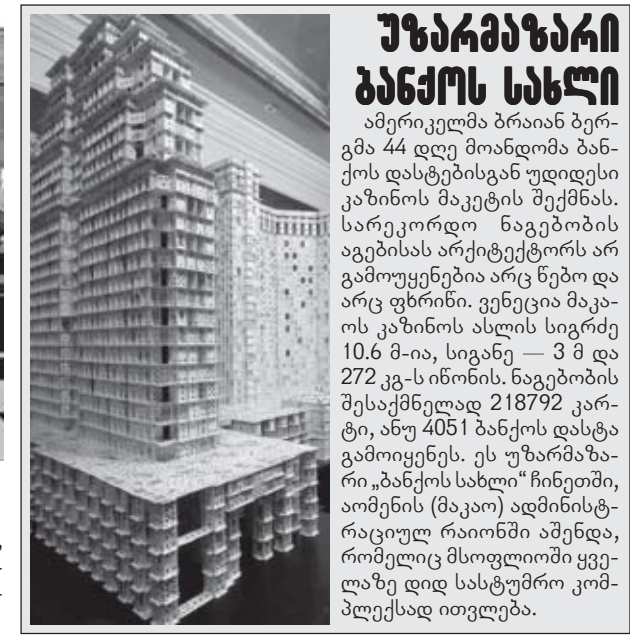 უზარმაზარი
ბანქოს სახლი
ამერიკელმა ბრაიან ბერ-
გმა 44 დღე მოანდომა ბან-
ქოს დასტებისგან უდიდესი
კაზინოს მაკეტის შექმნას.
სარეკორდო ნაგებობის
აგებისას არქიტექტორს არ
გამოუყენებია არც წებო და
არც ფხრიწი. ვენეცია მაკა-
ოს კაზინოს ასლის სიგრძე
10.6 მ-ია, სიგანე — 3 მ და
272 კგ-ს იწონის. ნაგებობის
შესაქმნელად 218792 კარ-
ტი, ანუ 4051 ბანქოს დასტა
გამოიყენეს. ეს უზარმაზა-
რი „ბანქოს სახლი“ ჩინეთში,
აომენის (მაკაო) ადმინისტ-
რაციულ რაიონში აშენდა,
რომელიც მსოფლიოში ყვე-
ლაზე დიდ სასტუმრო კომ-
პლექსად ითვლება.